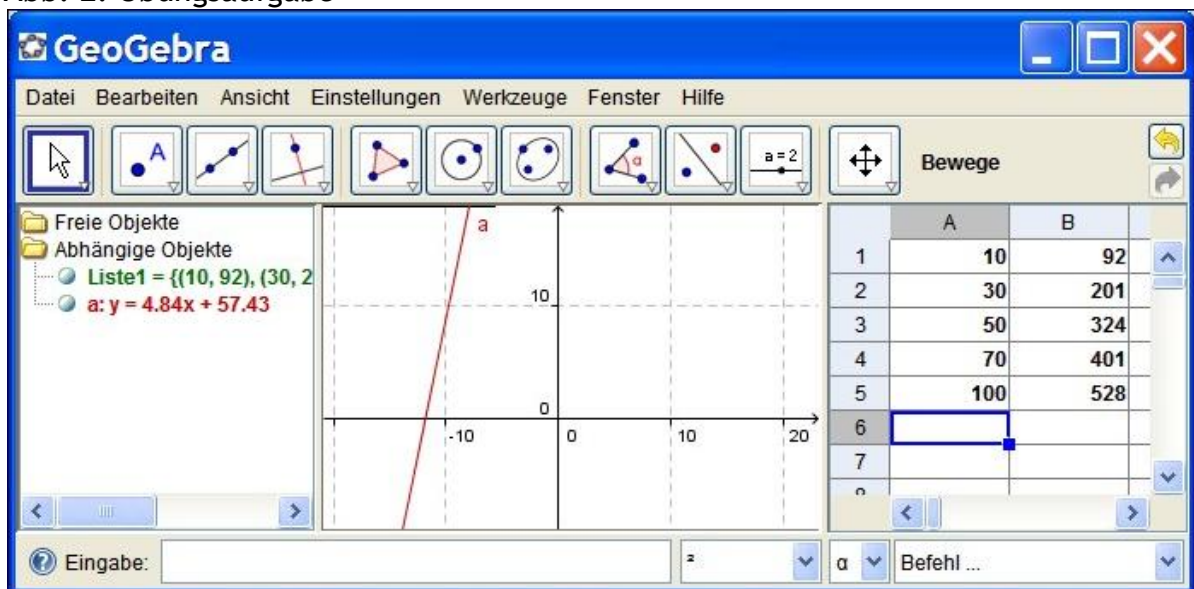 Abb. 2: Übungsaufgabe
GeoGebra
Datei Bearbeiten Ansicht Einstellungen Werkzeuge Fenster Hilfe
A
α
a = 2
Bewege
Freie Objekte
Abhängige Objekte
Liste1 = {(10, 92), (30, 2
a: y = 4.84x + 57.43
a
10
0
-10 0 10 20
A B
1 10 92
2 30 201
3 50 324
4 70 401
5 100 528
6
7
Eingabe: ² α Befehl ...